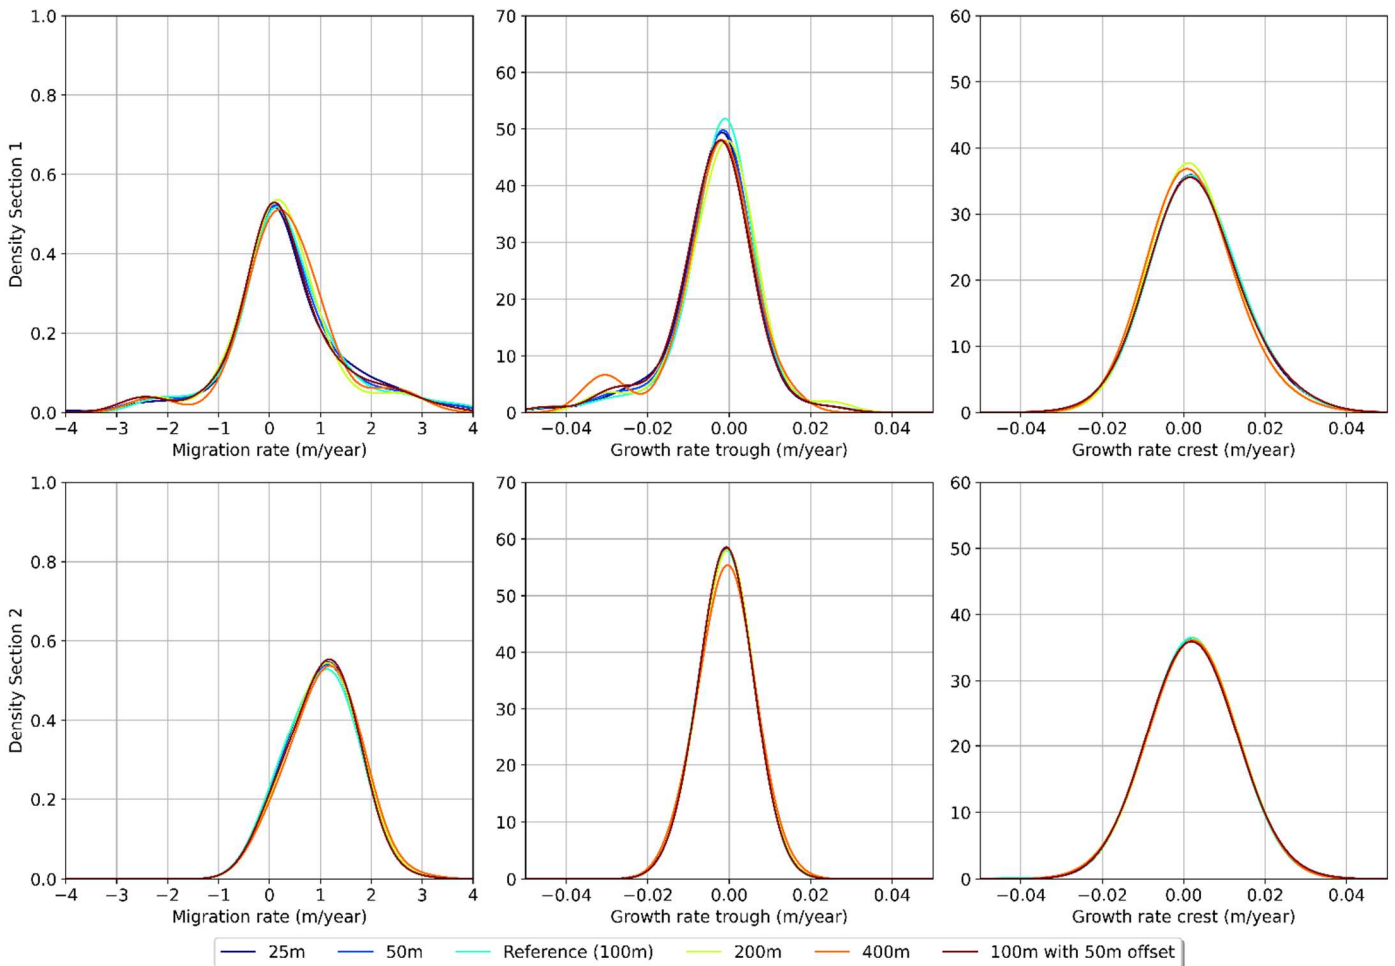 1.0
0.8
0.6
0.4
0.2
0.0
Density Section 1
−4 −3 −2 −1 0 1 2 3 4
Migration rate (m/year)
70
60
50
40
30
20
10
0
−0.04 −0.02 0.00 0.02 0.04
Growth rate trough (m/year)
60
50
40
30
20
10
0
−0.04 −0.02 0.00 0.02 0.04
Growth rate crest (m/year)
1.0
0.8
0.6
0.4
0.2
0.0
Density Section 2
−4 −3 −2 −1 0 1 2 3 4
Migration rate (m/year)
70
60
50
40
30
20
10
0
−0.04 −0.02 0.00 0.02 0.04
Growth rate trough (m/year)
60
50
40
30
20
10
0
−0.04 −0.02 0.00 0.02 0.04
Growth rate crest (m/year)
25m 50m Reference (100m) 200m 400m 100m with 50m offset